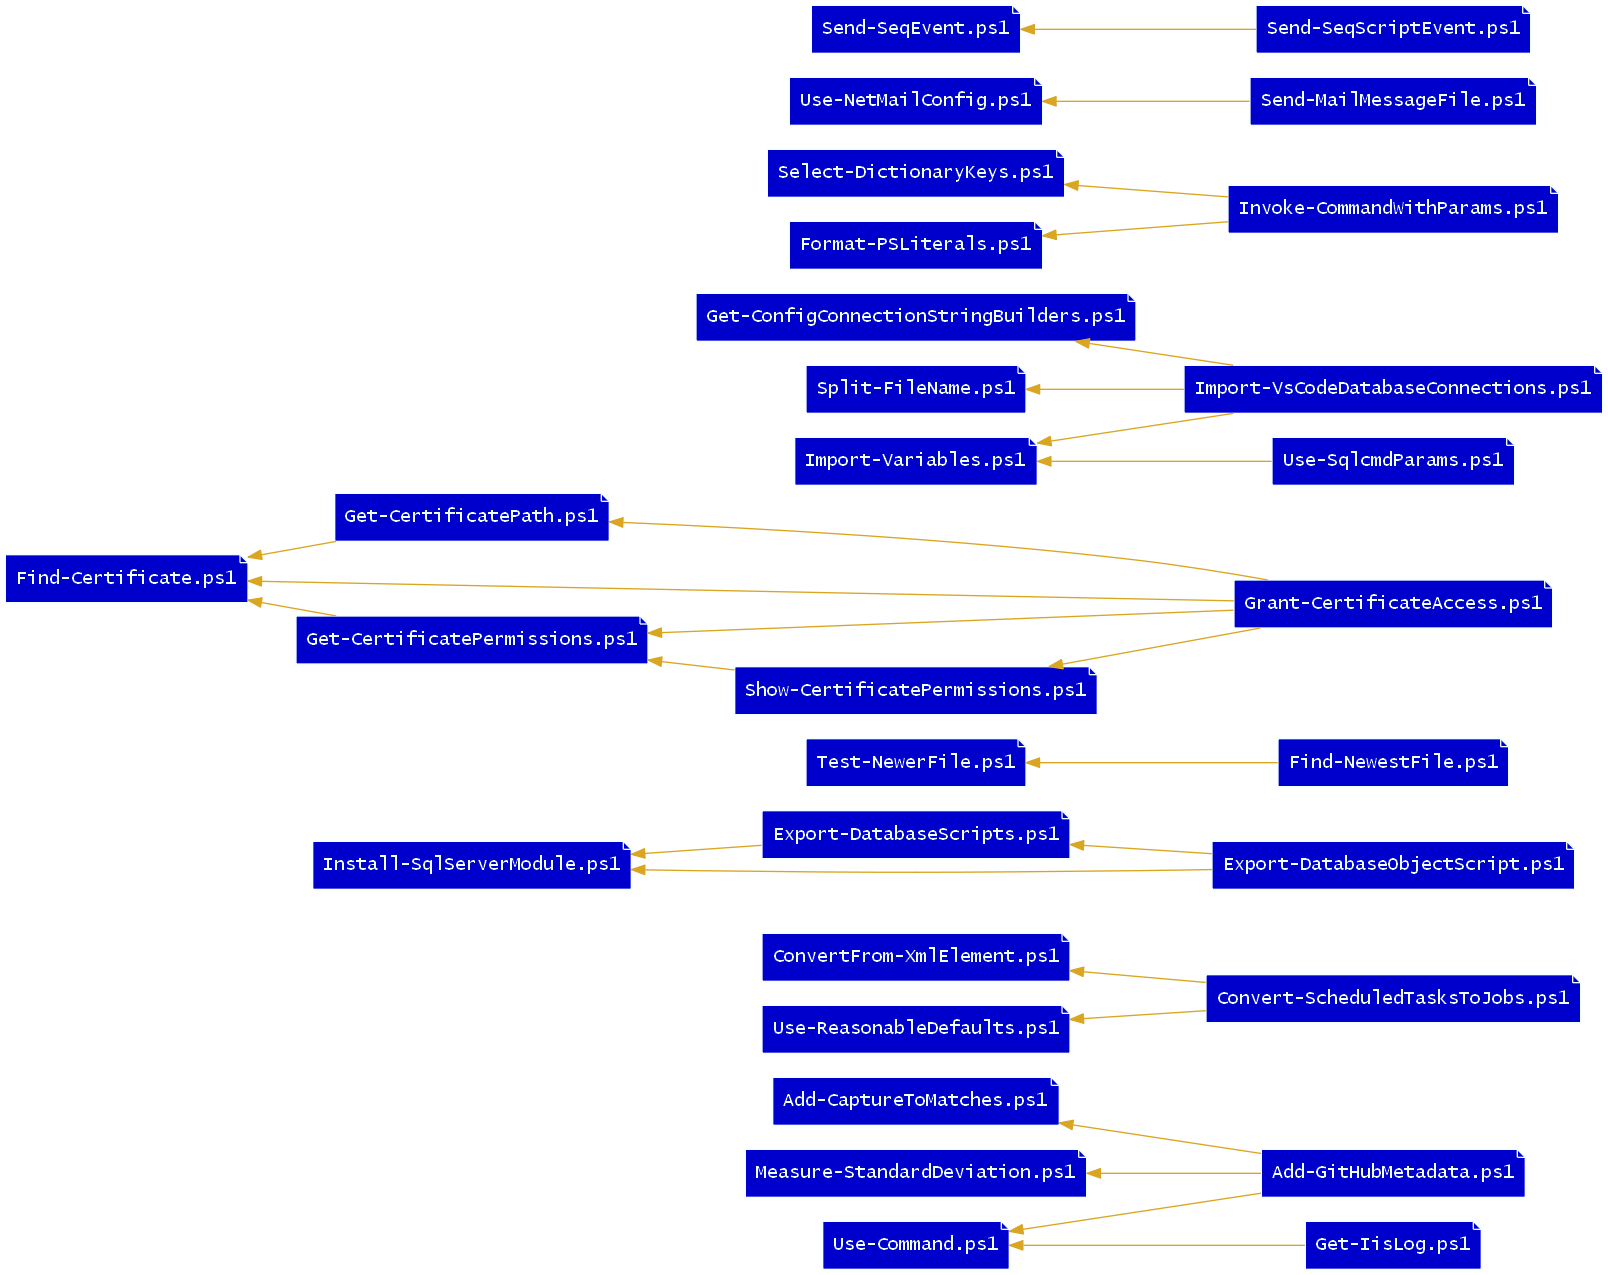 Send-SeqEvent.ps1
Send-SeqScriptEvent.ps1
Use-NetMailConfig.ps1
Send-MailMessageFile.ps1
Select-DictionaryKeys.ps1
Invoke-CommandWithParams.ps1
Format-PSLiterals.ps1
Get-ConfigConnectionStringBuilders.ps1
Split-FileName.ps1
Import-VsCodeDatabaseConnections.ps1
Import-Variables.ps1
Use-SqlcmdParams.ps1
Get-CertificatePath.ps1
Find-Certificate.ps1
Grant-CertificateAccess.ps1
Get-CertificatePermissions.ps1
Show-CertificatePermissions.ps1
Test-NewerFile.ps1
Find-NewestFile.ps1
Export-DatabaseScripts.ps1
Install-SqlServerModule.ps1
Export-DatabaseObjectScript.ps1
ConvertFrom-XmlElement.ps1
Convert-ScheduledTasksToJobs.ps1
Use-ReasonableDefaults.ps1
Add-CaptureToMatches.ps1
Measure-StandardDeviation.ps1
Add-GitHubMetadata.ps1
Use-Command.ps1
Get-IisLog.ps1